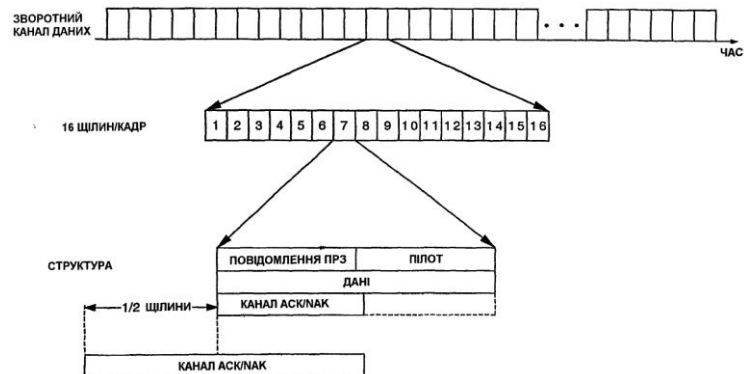 ЗВОРОТНИЙ
КАНАЛ ДАНИХ
ЧАС
16 ЩІЛИН/КАДР
1 2 3 4 5 6 7 8 9 10 11 12 13 14 15 16
СТРУКТУРА
ПОВІДОМЛЕННЯ ПРЗ
ПІЛОТ
ДАНІ
1/2 ЩІЛИНИ
КАНАЛ ACK/NAK
КАНАЛ ACK/NAK